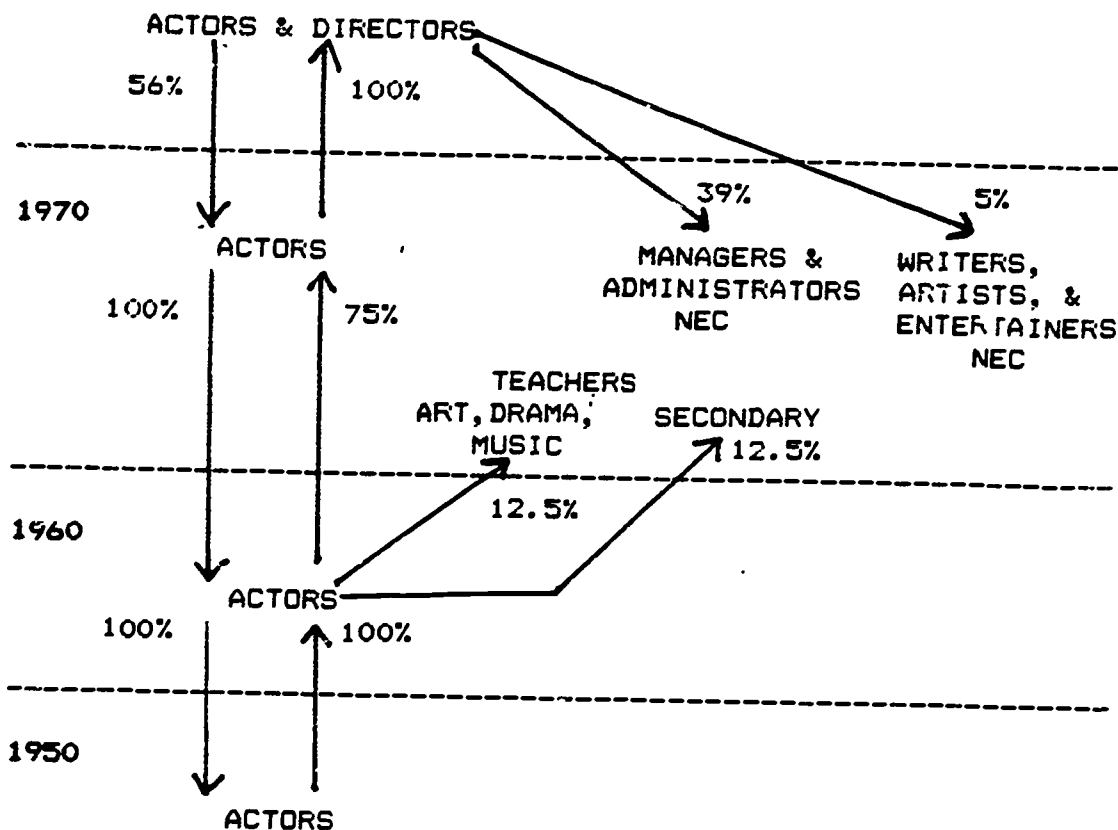 ACTORS & DIRECTORS
56%
100%
39%
5%
1970
ACTORS
MANAGERS &
ADMINISTRATORS
NEC
WRITERS,
ARTISTS, &
ENTERTAINERS
NEC
100%
75%
TEACHERS
ART, DRAMA,
MUSIC
SECONDARY
12.5%
12.5%
1960
ACTORS
100%
100%
1950
ACTORS